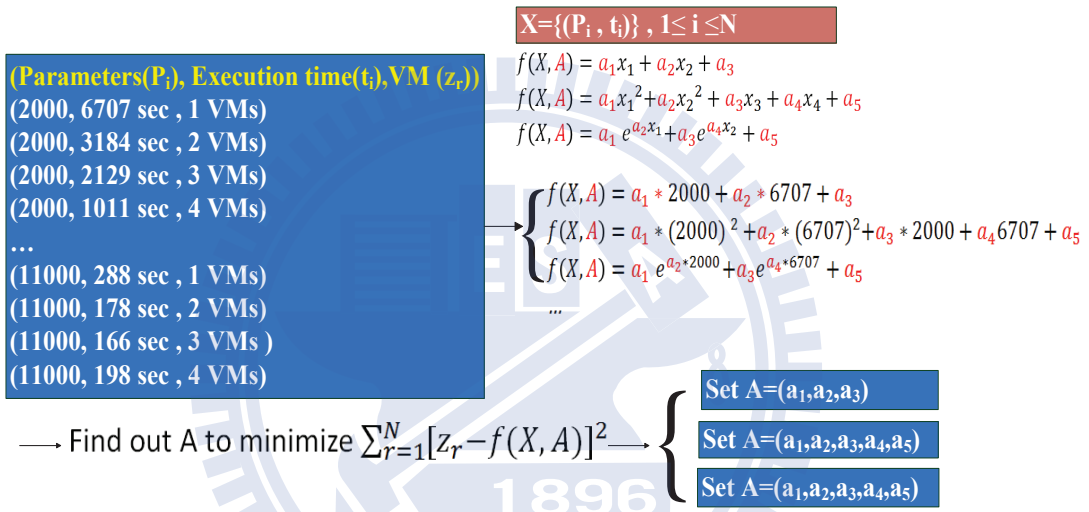 X={(Pᵢ , tᵢ)} , 1≤ i ≤N
(Parameters(Pᵢ), Execution time(tᵢ),VM (zᵣ))
(2000, 6707 sec , 1 VMs)
(2000, 3184 sec , 2 VMs)
(2000, 2129 sec , 3 VMs)
(2000, 1011 sec , 4 VMs)
...
(11000, 288 sec , 1 VMs)
(11000, 178 sec , 2 VMs)
(11000, 166 sec , 3 VMs )
(11000, 198 sec , 4 VMs)
f(X, A) = a₁x₁ + a₂x₂ + a₃
f(X, A) = a₁x₁²+a₂x₂² + a₃x₃ + a₄x₄ + a₅
f(X, A) = a₁ e^{a₂x₁}+a₃e^{a₄x₂} + a₅
f(X, A) = a₁ * 2000 + a₂ * 6707 + a₃
f(X, A) = a₁ * (2000) ² +a₂ * (6707)²+a₃ * 2000 + a₄6707 + a₅
f(X, A) = a₁ e^{a₂*2000}+a₃e^{a₄*6707} + a₅
...
Find out A to minimize ∑_{r=1}^{N}[zᵣ−f(X, A)]²
Set A=(a₁,a₂,a₃)
Set A=(a₁,a₂,a₃,a₄,a₅)
Set A=(a₁,a₂,a₃,a₄,a₅)
1896